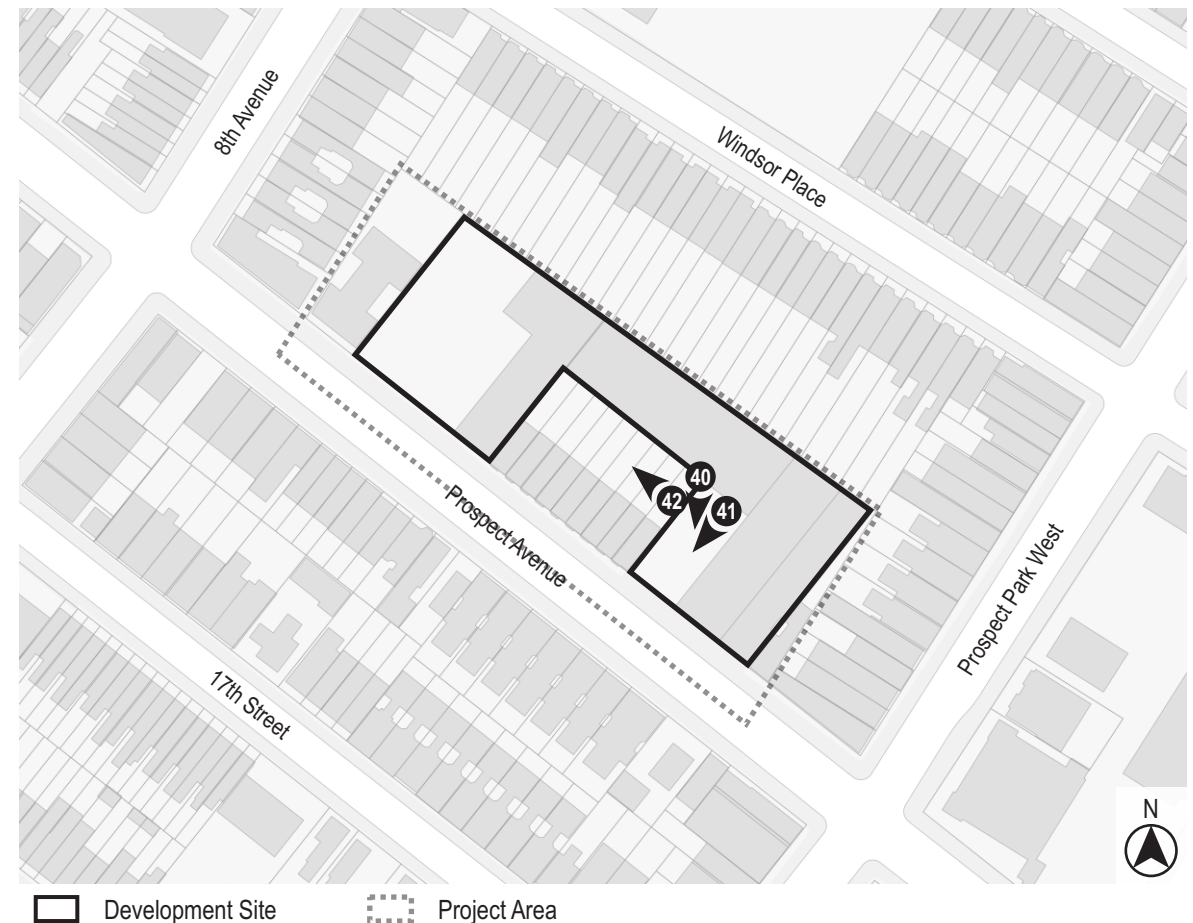 8th Avenue
Windsor Place
40
42
41
Prospect Avenue
Prospect Park West
17th Street
N
Development Site
Project Area